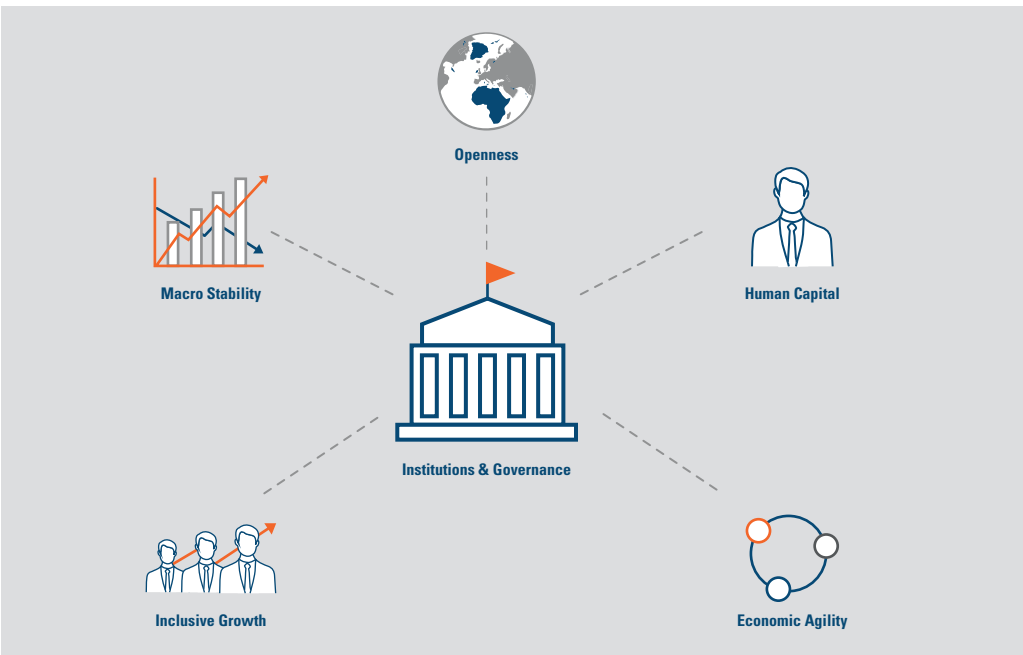 Openness
Macro Stability
Human Capital
Institutions & Governance
Inclusive Growth
Economic Agility